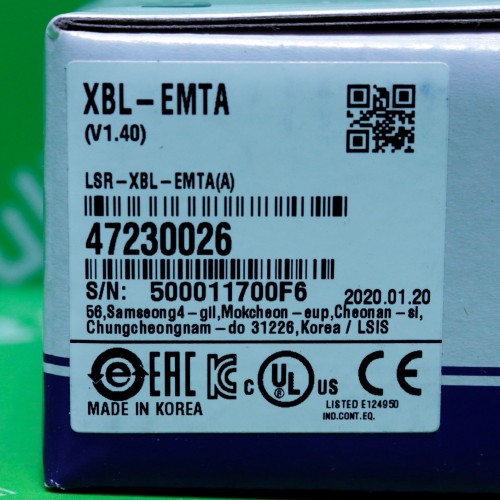 XBL-EMTA
(V1.40)
LSR-XBL-EMTA(A)
47230026
S/N: 500011700F6 2020.01.20
56,Samseong4-gil,Mokcheon-eup,Cheonan-si,
Chungcheongnam-do 31226,Korea / LSIS
e EAC KC c UL US CE
MADE IN KOREA
LISTED E124950
IND.CONT.EQ.